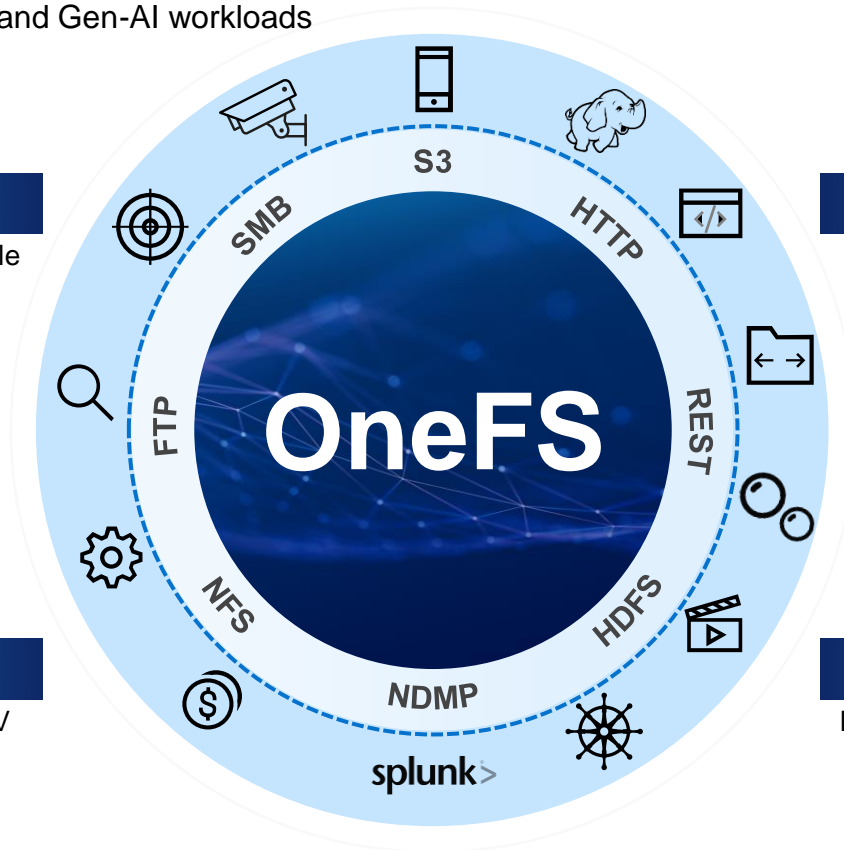 and Gen-AI workloads
S3
SMB
HTTP
le
FTP
OneFS
REST
NFS
HDFS
NDMP
V
splunk>